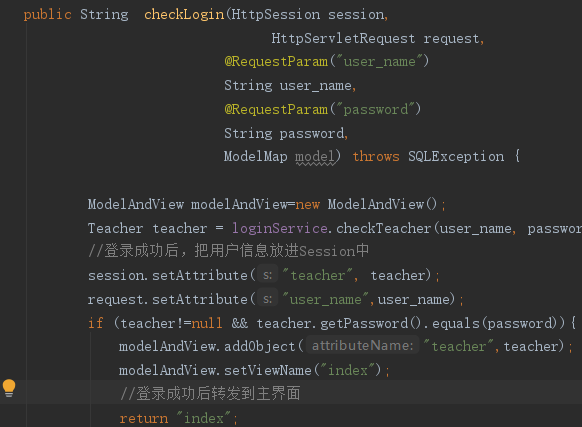 public String checkLogin(HttpSession session,
HttpServletRequest request,
@RequestParam("user_name")
String user_name,
@RequestParam("password")
String password,
ModelMap model) throws SQLException {
ModelAndView modelAndView=new ModelAndView();
Teacher teacher = loginService.checkTeacher(user_name, passwor
//登录成功后，把用户信息放进Session中
session.setAttribute( s: "teacher", teacher);
request.setAttribute( s: "user_name",user_name);
if (teacher!=null && teacher.getPassword().equals(password)){
modelAndView.addObject( attributeName: "teacher",teacher);
modelAndView.setViewName("index");
//登录成功后转发到主界面
return "index";